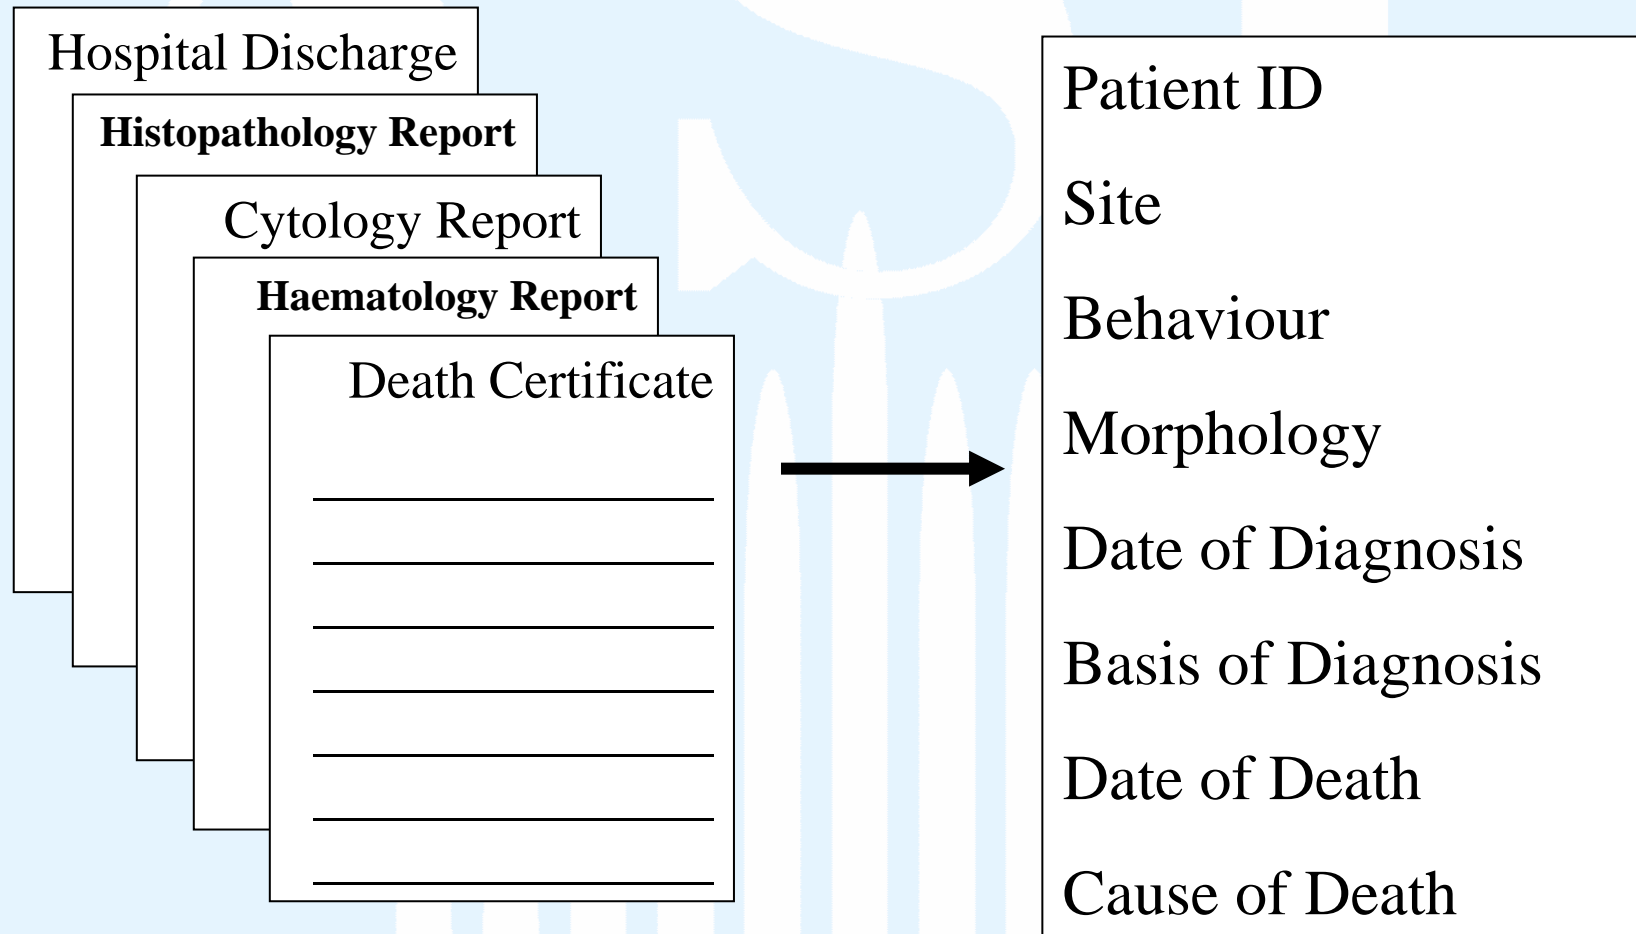 Hospital Discharge
Histopathology Report
Cytology Report
Haematology Report
Death Certificate
Patient ID
Site
Behaviour
Morphology
Date of Diagnosis
Basis of Diagnosis
Date of Death
Cause of Death